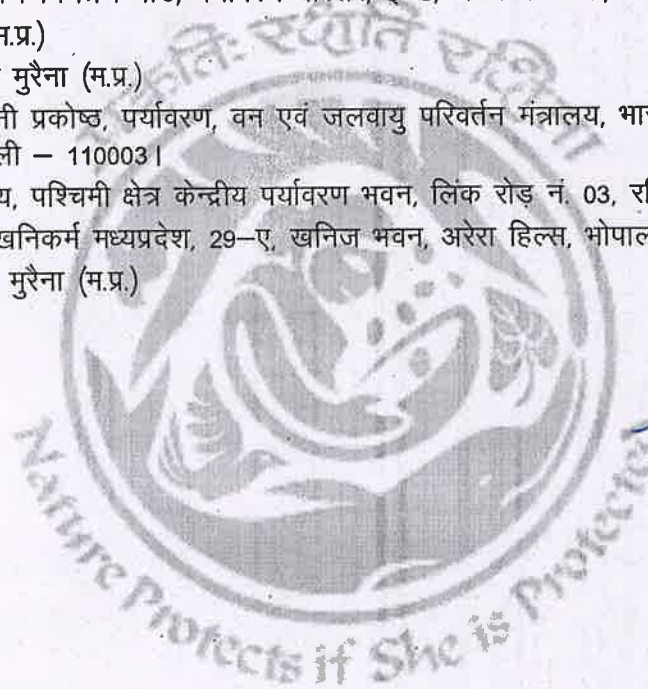 म.प्र.)
मुरैना (म.प्र.)
नी प्रकोष्ठ, पर्यावरण, वन एवं जलवायु परिवर्तन मंत्रालय, भार
ली – 110003।
य, पश्चिमी क्षेत्र केन्द्रीय पर्यावरण भवन, लिंक रोड़ नं. 03, रवि
खनिकर्म मध्यप्रदेश, 29–ए, खनिज भवन, अरेरा हिल्स, भोपाल
मुरैना (म.प्र.)
Nature Protects if She is Protected